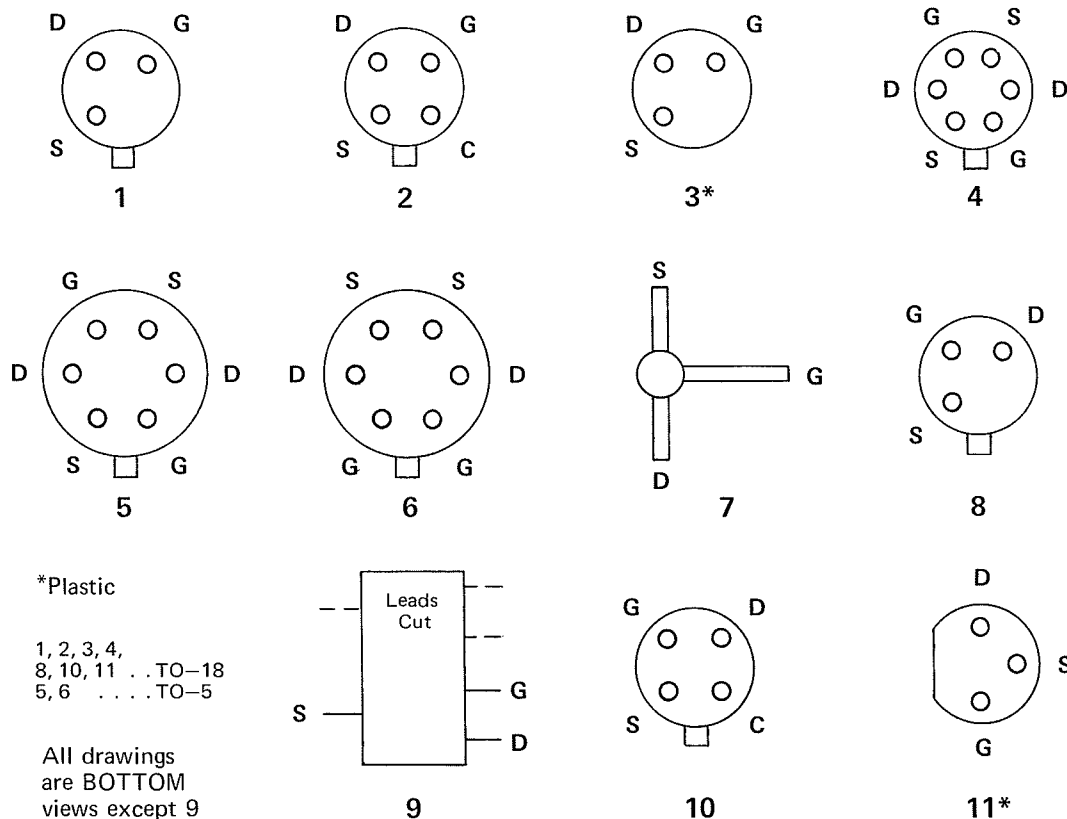 D G
S
1
D G
S C
2
D G
S
3*
G S
D D
S G
4
G S
D D
S G
5
S S
D D
G G
6
S
G
D
7
G D
S
8
*Plastic
1, 2, 3, 4,
8, 10, 11 . . TO–18
5, 6 . . . . TO–5
All drawings
are BOTTOM
views except 9
Leads
Cut
G
S
D
9
G D
S C
10
D
S
G
11*